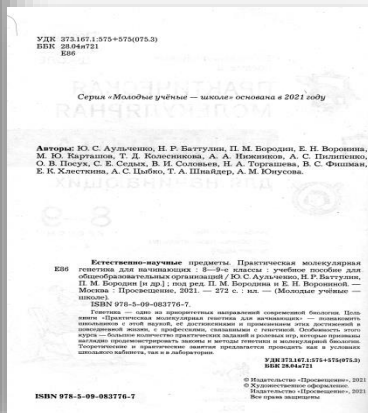 УДК 373.167.1:575+575(075.3)
ББК 28.04я721
Е86
Серия «Молодые учёные — школе» основана в 2021 году
Авторы: Ю. С. Аульченко, Н. Р. Баттулин, П. М. Бородин, Е. Н. Воронина,
М. Ю. Карташов, Т. Д. Колесникова, А. А. Нижников, А. С. Пилипенко,
О. В. Посух, С. Е. Седых, В. М. Соловьев, Н. А. Торгашева, В. С. Фишман,
Е. К. Хлесткина, А. С. Цыбко, Т. А. Шнайдер, А. М. Юнусова.
Естественно-научные предметы. Практическая молекулярная
Е86 генетика для начинающих : 8—9-е классы : учебное пособие для
общеобразовательных организаций / Ю. С. Аульченко, Н. Р. Баттулин,
П. М. Бородин [и др.] ; под ред. П. М. Бородина и Е. Н. Ворониной. —
Москва : Просвещение, 2021. — 272 с. : ил. — (Молодые учёные —
школе).
ISBN 978-5-09-083776-7.
Генетика — одно из приоритетных направлений современной биологии. Цель
книги «Практическая молекулярная генетика для начинающих» — познакомить
школьников с этой наукой, её достижениями и применением этих достижений в
повседневной жизни, с профессиями, связанными с генетикой. Особенность этого
курса — большое количество практических заданий и ролевых игр, которые призваны
наглядно продемонстрировать законы и методы генетики и молекулярной биологии.
Теоретические и практические занятия предлагается проводить как в условиях
школьного кабинета, так и в лаборатории.
УДК 373.167.1:575+575(075.3)
ББК 28.04я721
© Издательство «Просвещение», 2021
© Художественное оформление.
Издательство «Просвещение», 2021
ISBN 978-5-09-083776-7 Все права защищены